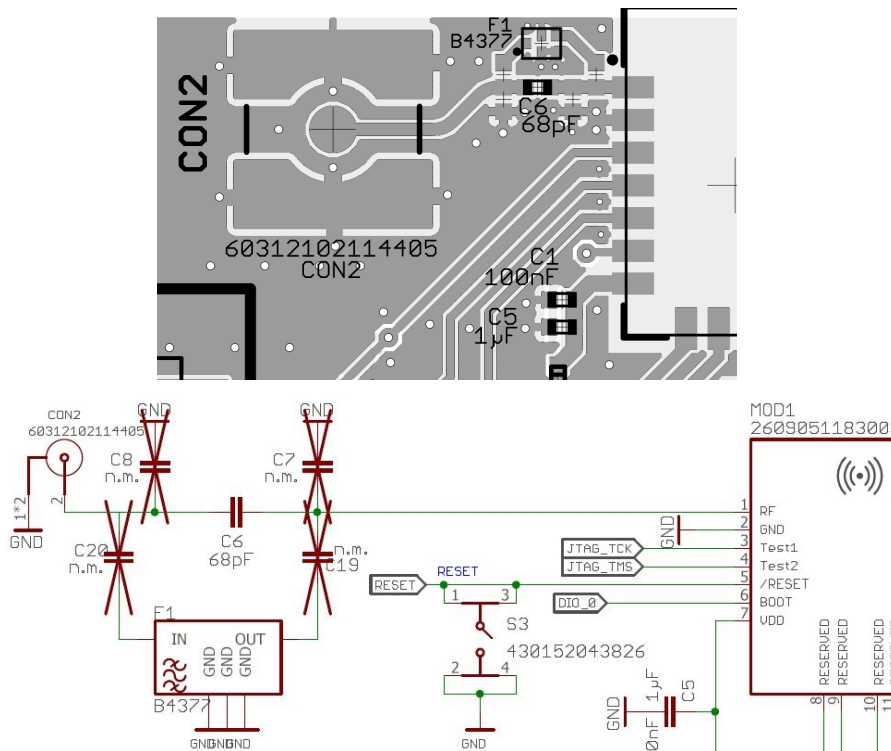 F1
B4377
C6
68pF
CON2
60312102114405
CON2
C1
100nF
C5
1µF
MOD1
260905118300
CON2
60312102114405
GND
GND
C8
n.m.
C7
n.m.
1*2
2
GND
C20
n.m.
C6
68pF
n.m.
C19
1 RF
2 GND
3 Test1
4 Test2
5 /RESET
6 BOOT
7 VDD
GND
JTAG_TCK
JTAG_TMS
RESET
RESET
DIO_0
1
3
S3
430152043826
2
4
GND
F1
IN
OUT
GND
GND
GND
B4377
GND
GND
GND
GND
1µF
C5
0nF
RESERVED
RESERVED
RESERVED
RESERVED
8
9
10
11